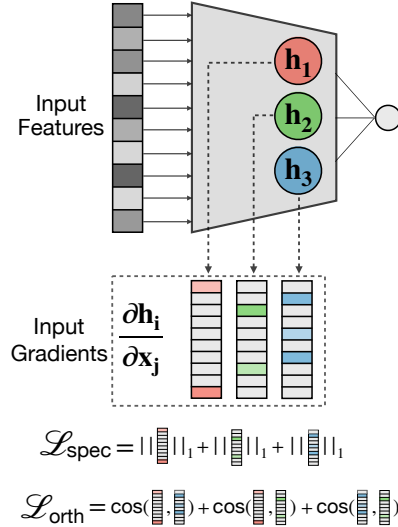 h₁
h₂
h₃
Input
Features
Input
Gradients
∂hᵢ
∂xⱼ
ℒspec = || ||₁ + || ||₁ + || ||₁
ℒorth = cos( , ) + cos( , ) + cos( , )